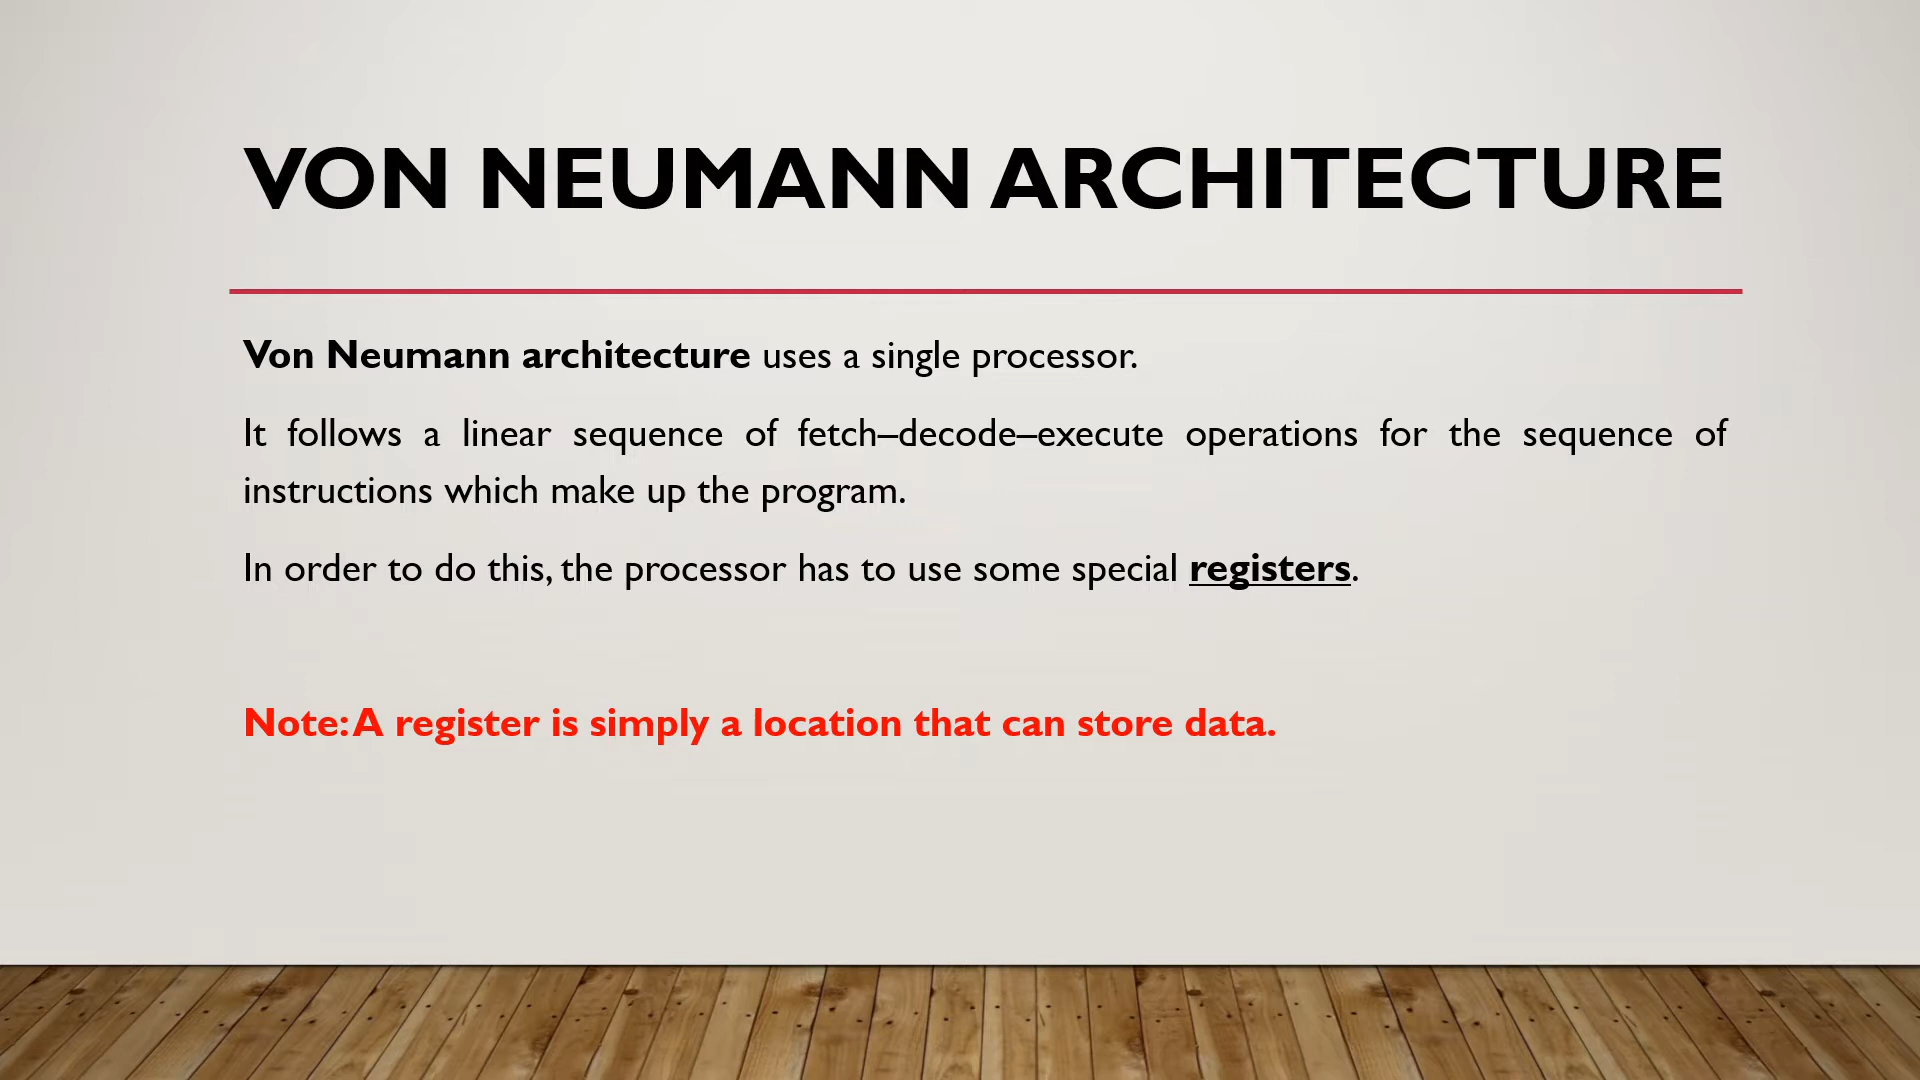 VON NEUMANN ARCHITECTURE
Von Neumann architecture uses a single processor.
It follows a linear sequence of fetch–decode–execute operations for the sequence of
instructions which make up the program.
In order to do this, the processor has to use some special registers.
Note: A register is simply a location that can store data.